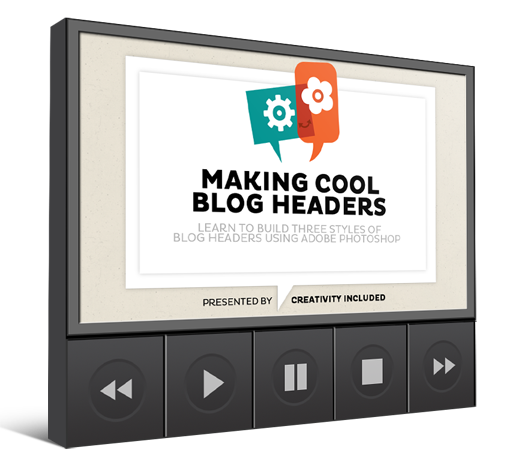 MAKING COOL
BLOG HEADERS
LEARN TO BUILD THREE STYLES OF
BLOG HEADERS USING ADOBE PHOTOSHOP
PRESENTED BY CREATIVITY INCLUDED